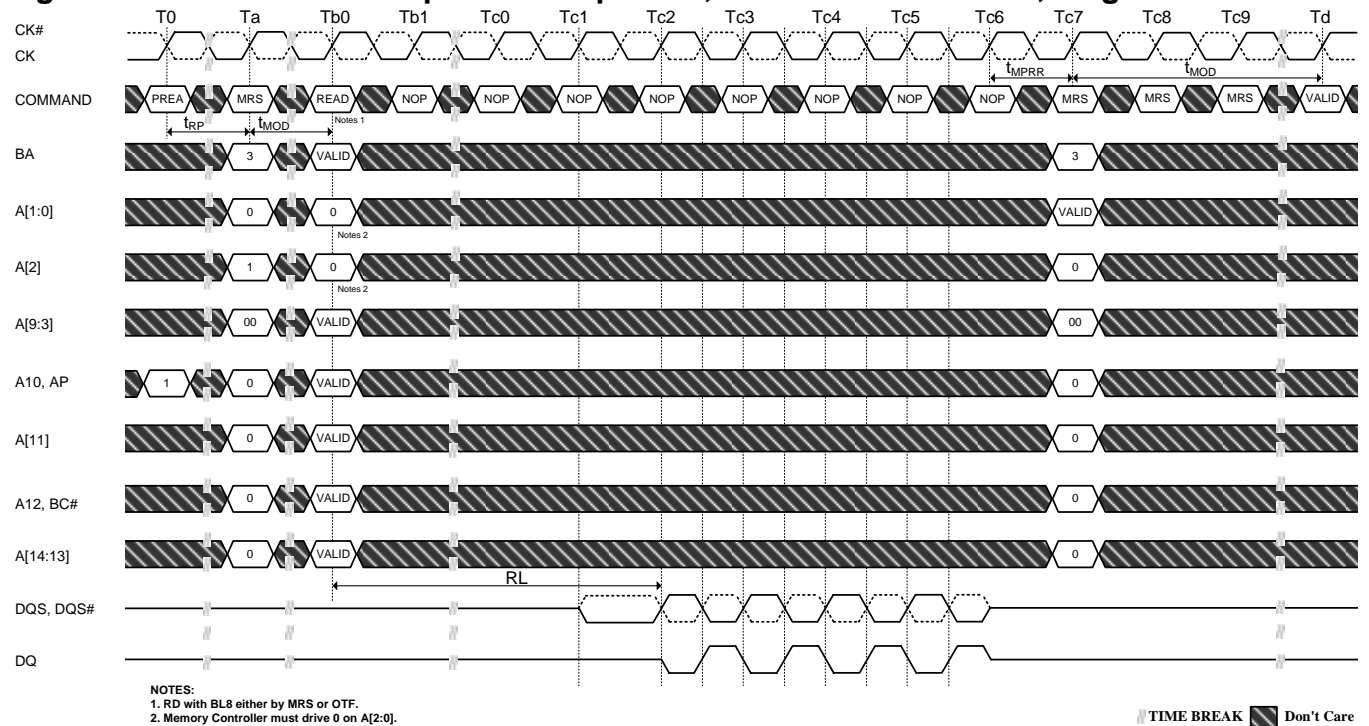 T0 Ta Tb0 Tb1 Tc0 Tc1 Tc2 Tc3 Tc4 Tc5 Tc6 Tc7 Tc8 Tc9 Td
CK#
CK
tMPRR tMOD
COMMAND PREA MRS READ NOP NOP NOP NOP NOP NOP NOP NOP MRS MRS MRS VALID
tRP tMOD Notes 1
BA 3 VALID 3
A[1:0] 0 0 VALID
Notes 2
A[2] 1 0 0
Notes 2
A[9:3] 00 VALID 00
A10, AP 1 0 VALID 0
A[11] 0 VALID 0
A12, BC# 0 VALID 0
A[14:13] 0 VALID 0
RL
DQS, DQS#
DQ
NOTES:
1. RD with BL8 either by MRS or OTF.
2. Memory Controller must drive 0 on A[2:0].
TIME BREAK Don't Care